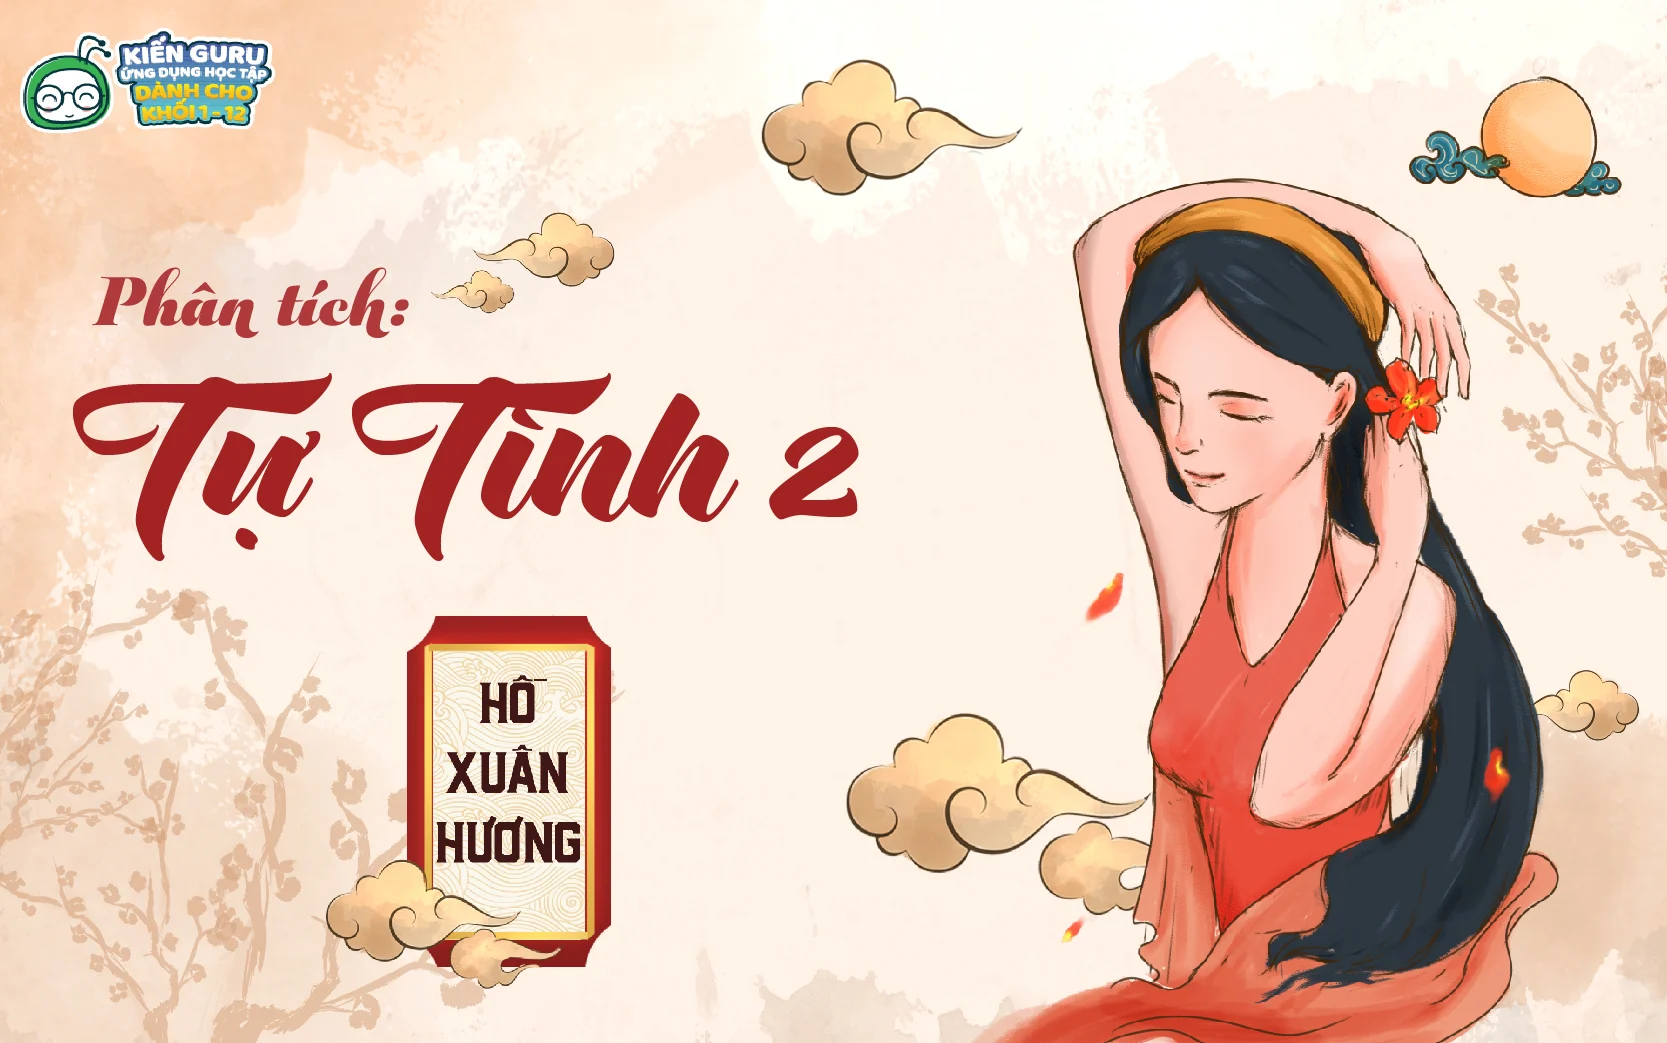 KIẾN GURU
ỨNG DỤNG HỌC TẬP
DÀNH CHO
KHỐI 1 - 12
Phân tích:
Tự Tình 2
HỒ
XUÂN
HƯƠNG